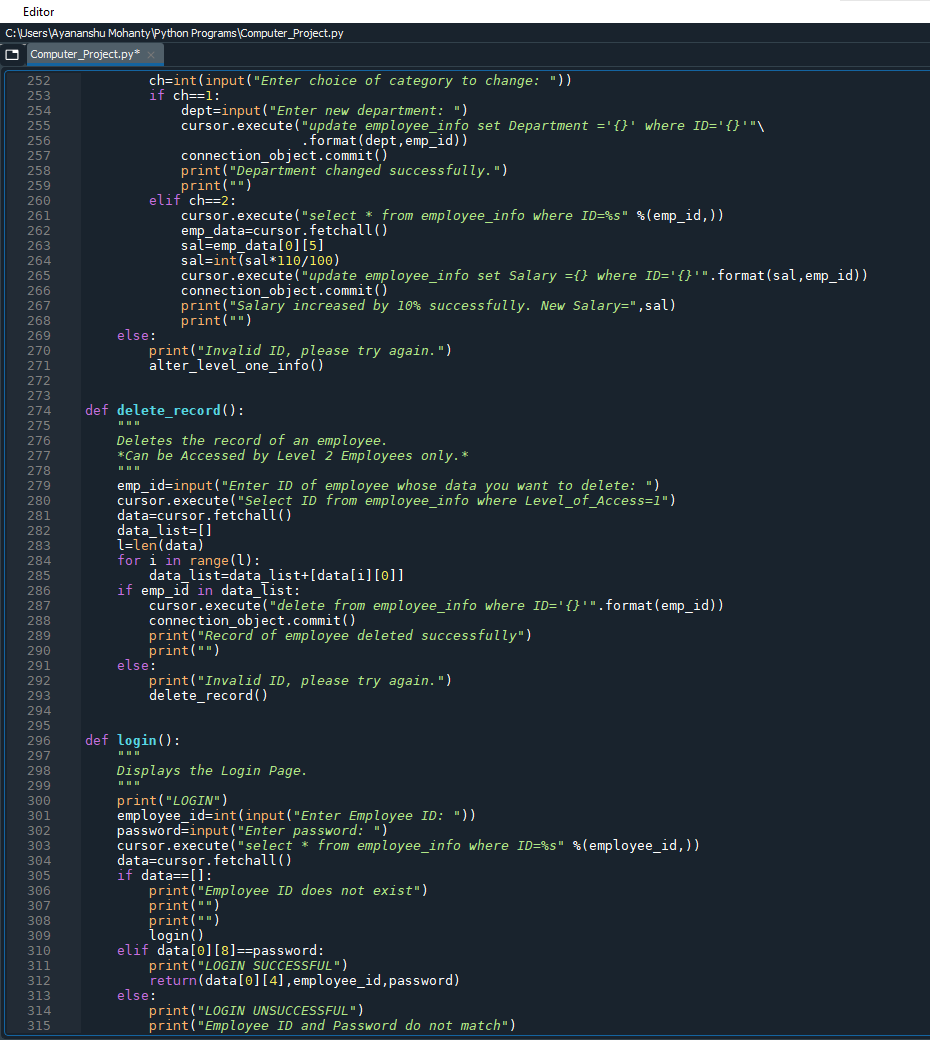 Editor
C:\Users\Ayananshu Mohanty\Python Programs\Computer_Project.py
Computer_Project.py*
252 ch=int(input("Enter choice of category to change: "))
253 if ch==1:
254 dept=input("Enter new department: ")
255 cursor.execute("update employee_info set Department ='{}' where ID='{}'"\
256 .format(dept,emp_id))
257 connection_object.commit()
258 print("Department changed successfully.")
259 print("")
260 elif ch==2:
261 cursor.execute("select * from employee_info where ID=%s" %(emp_id,))
262 emp_data=cursor.fetchall()
263 sal=emp_data[0][5]
264 sal=int(sal*110/100)
265 cursor.execute("update employee_info set Salary ={} where ID='{}'".format(sal,emp_id))
266 connection_object.commit()
267 print("Salary increased by 10% successfully. New Salary=",sal)
268 print("")
269 else:
270 print("Invalid ID, please try again.")
271 alter_level_one_info()
272
273
274 def delete_record():
275 """
276 Deletes the record of an employee.
277 *Can be Accessed by Level 2 Employees only.*
278 """
279 emp_id=input("Enter ID of employee whose data you want to delete: ")
280 cursor.execute("Select ID from employee_info where Level_of_Access=1")
281 data=cursor.fetchall()
282 data_list=[]
283 l=len(data)
284 for i in range(l):
285 data_list=data_list+[data[i][0]]
286 if emp_id in data_list:
287 cursor.execute("delete from employee_info where ID='{}'".format(emp_id))
288 connection_object.commit()
289 print("Record of employee deleted successfully")
290 print("")
291 else:
292 print("Invalid ID, please try again.")
293 delete_record()
294
295
296 def login():
297 """
298 Displays the Login Page.
299 """
300 print("LOGIN")
301 employee_id=int(input("Enter Employee ID: "))
302 password=input("Enter password: ")
303 cursor.execute("select * from employee_info where ID=%s" %(employee_id,))
304 data=cursor.fetchall()
305 if data==[]:
306 print("Employee ID does not exist")
307 print("")
308 print("")
309 login()
310 elif data[0][8]==password:
311 print("LOGIN SUCCESSFUL")
312 return(data[0][4],employee_id,password)
313 else:
314 print("LOGIN UNSUCCESSFUL")
315 print("Employee ID and Password do not match")